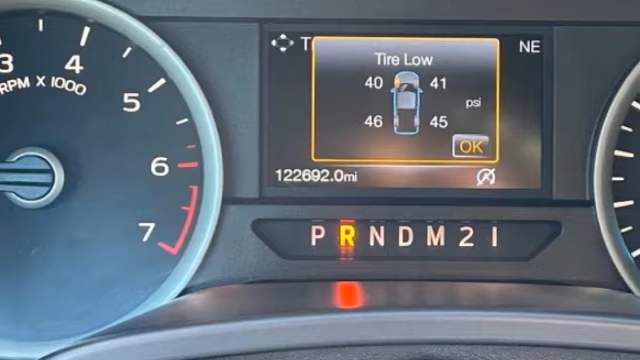 3 4 5 6 7
RPM X 1000
T NE
Tire Low
40 41
psi
46 45
OK
122692.0mi
P R N D M 2 1